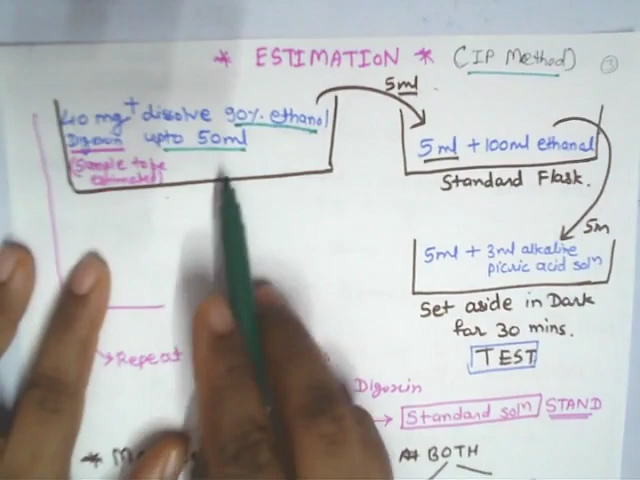 * ESTIMATION * (IP Method)
5ml
40 mg + dissolve 90% ethanol
Digoxin upto 50ml
(Sample to be
estimated)
5ml + 100ml ethanol
Standard Flask.
5m
5ml + 3ml alkaline
picric acid solⁿ
Set aside in Dark
for 30 mins.
TEST
Repeat
Digoxin
→ Standard solⁿ STAND
* M
** BOTH